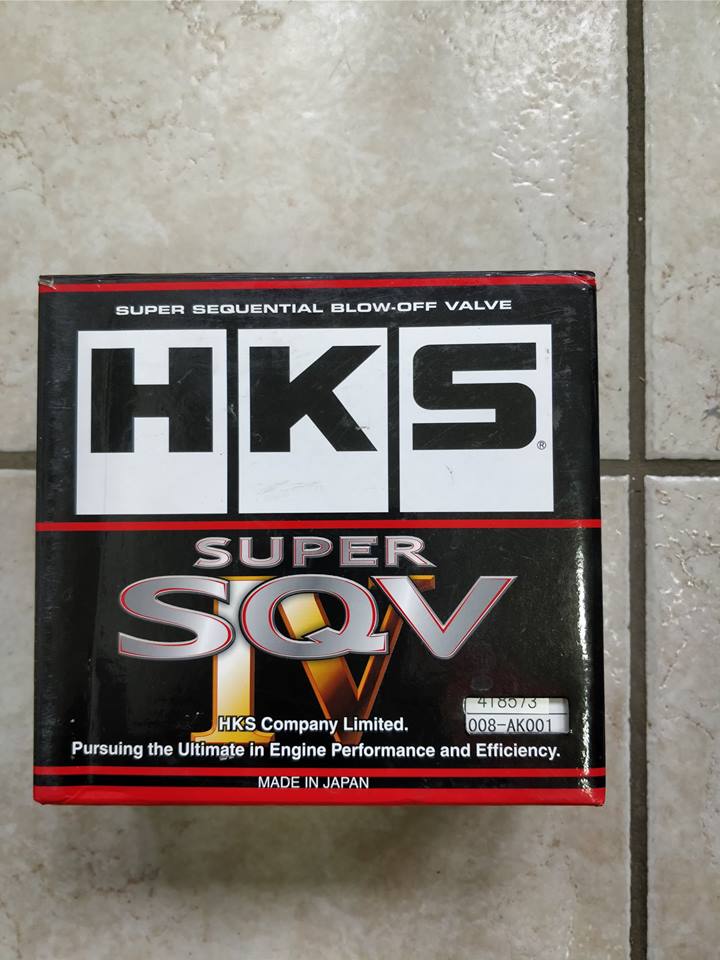 SUPER SEQUENTIAL BLOW-OFF VALVE
HKS®
SUPER
SQV
IV
418573
008-AK001
HKS Company Limited.
Pursuing the Ultimate in Engine Performance and Efficiency.
MADE IN JAPAN